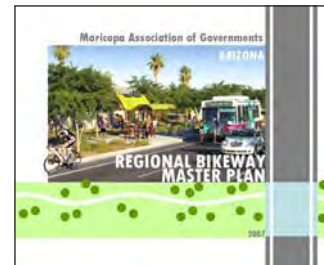 Maricopa Association of Governments
ARIZONA
REGIONAL BIKEWAY
MASTER PLAN
2007